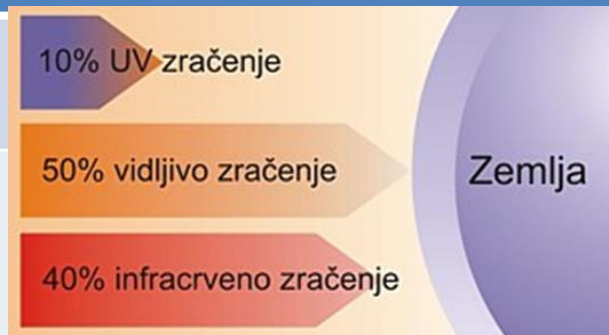 10% UV zračenje
50% vidljivo zračenje
Zemlja
40% infracrveno zračenje